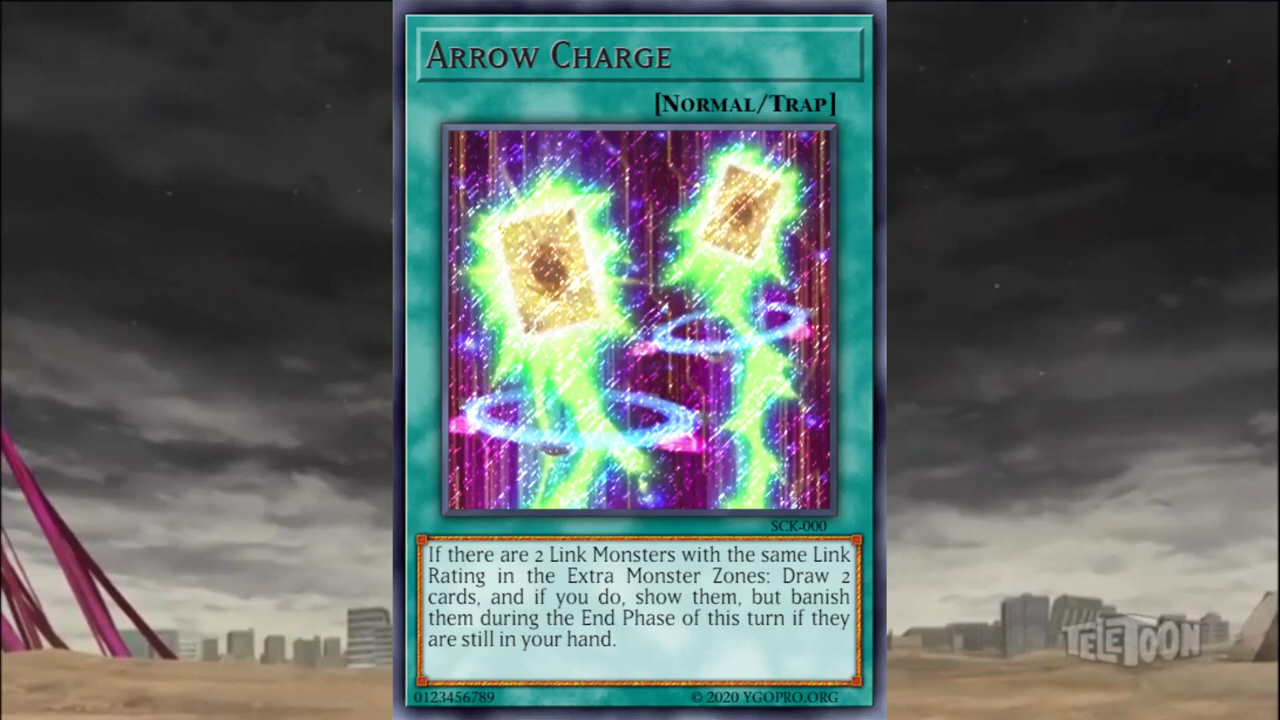 ARROW CHARGE
[NORMAL/TRAP]
SCK-000
If there are 2 Link Monsters with the same Link
Rating in the Extra Monster Zones: Draw 2
cards, and if you do, show them, but banish
them during the End Phase of this turn if they
are still in your hand.
0123456789
© 2020 YGOPRO.ORG
TELETOON